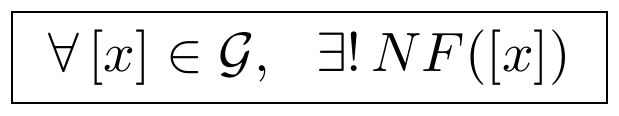 ∀ [x] ∈ 𝒢, ∃! NF([x])